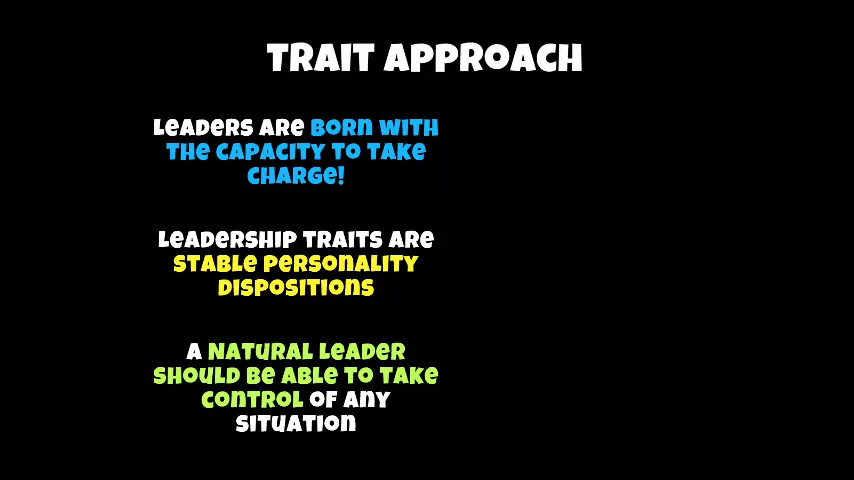 TRAIT APPROACH
Leaders are born with
the capacity to take
charge!
Leadership traits are
stable personality
dispositions
A natural leader
should be able to take
control of any
situation